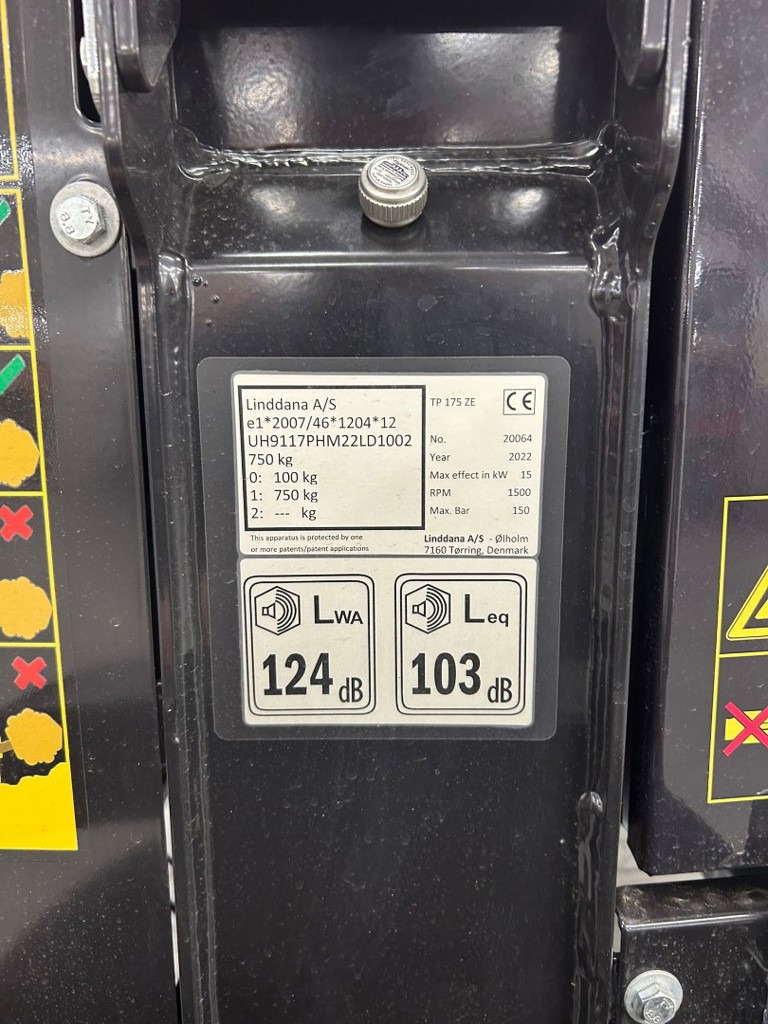 Linddana A/S
e1*2007/46*1204*12
UH9117PHM22LD1002
750 kg
0: 100 kg
1: 750 kg
2: --- kg
This apparatus is protected by one
or more patents/patent applications
TP 175 ZE CE
No. 20064
Year 2022
Max effect in kW 15
RPM 1500
Max. Bar 150
Linddana A/S - Ølholm
7160 Tørring, Denmark
LWA
124 dB
Leq
103 dB
TY
8.8